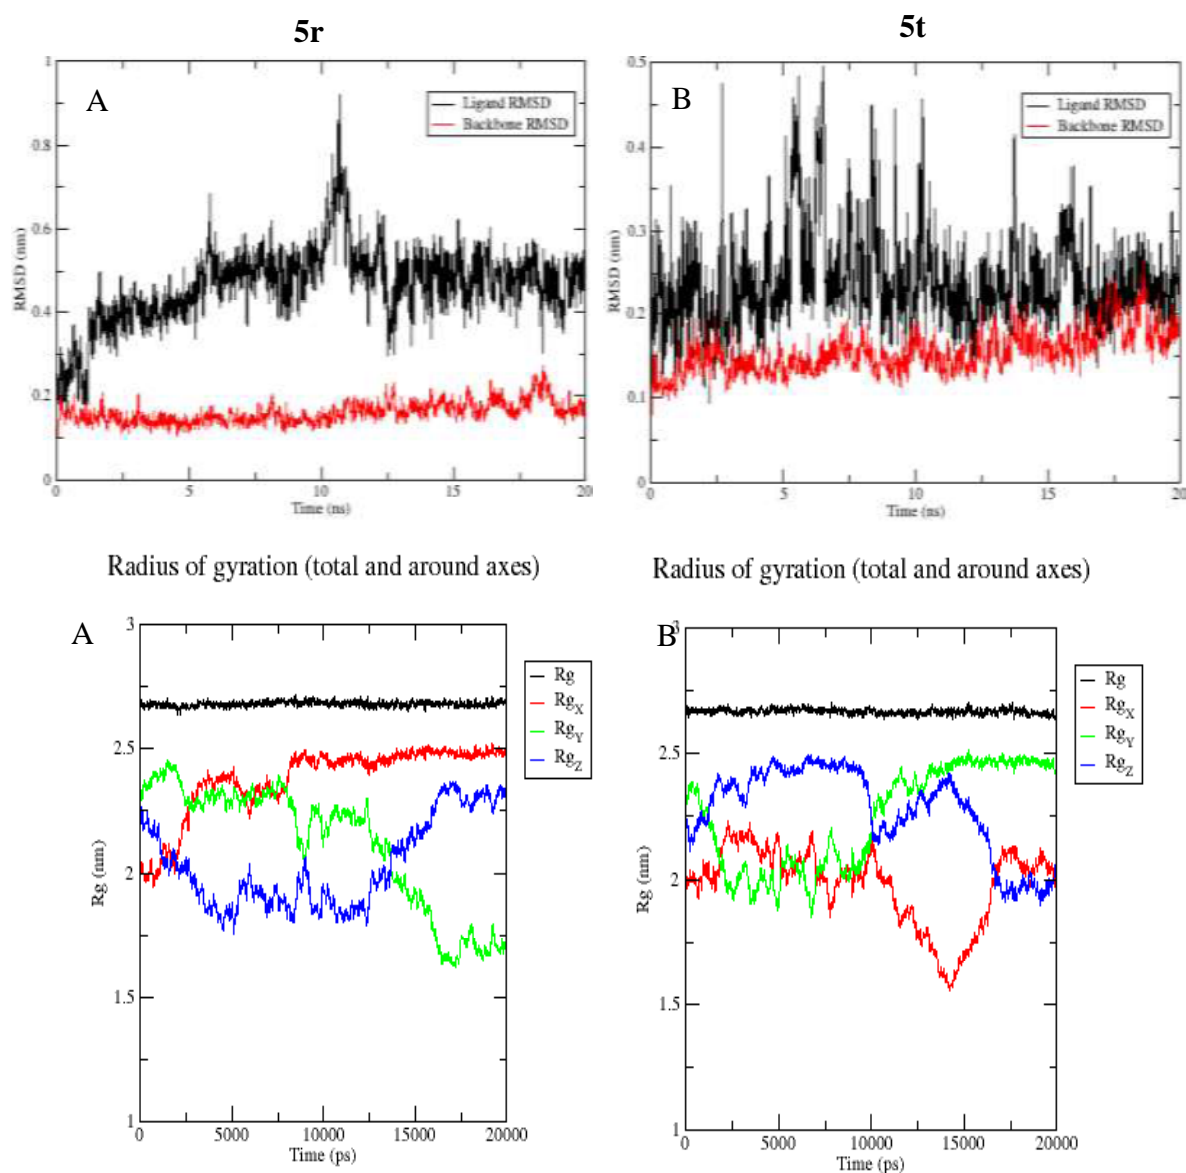 5r
5t
A
Ligand RMSD
Backbone RMSD
RMSD (nm)
1
0.8
0.6
0.4
0.2
0
0
5
10
15
20
Time (ns)
B
Ligand RMSD
Backbone RMSD
RMSD (nm)
0.5
0.4
0.3
0.2
0.1
0
0
5
10
15
20
Time (ns)
Radius of gyration (total and around axes)
Radius of gyration (total and around axes)
A
Rg
RgX
RgY
RgZ
Rg (nm)
3
2.5
2
1.5
1
0
5000
10000
15000
20000
Time (ps)
B
Rg
RgX
RgY
RgZ
Rg (nm)
3
2.5
2
1.5
1
0
5000
10000
15000
20000
Time (ps)